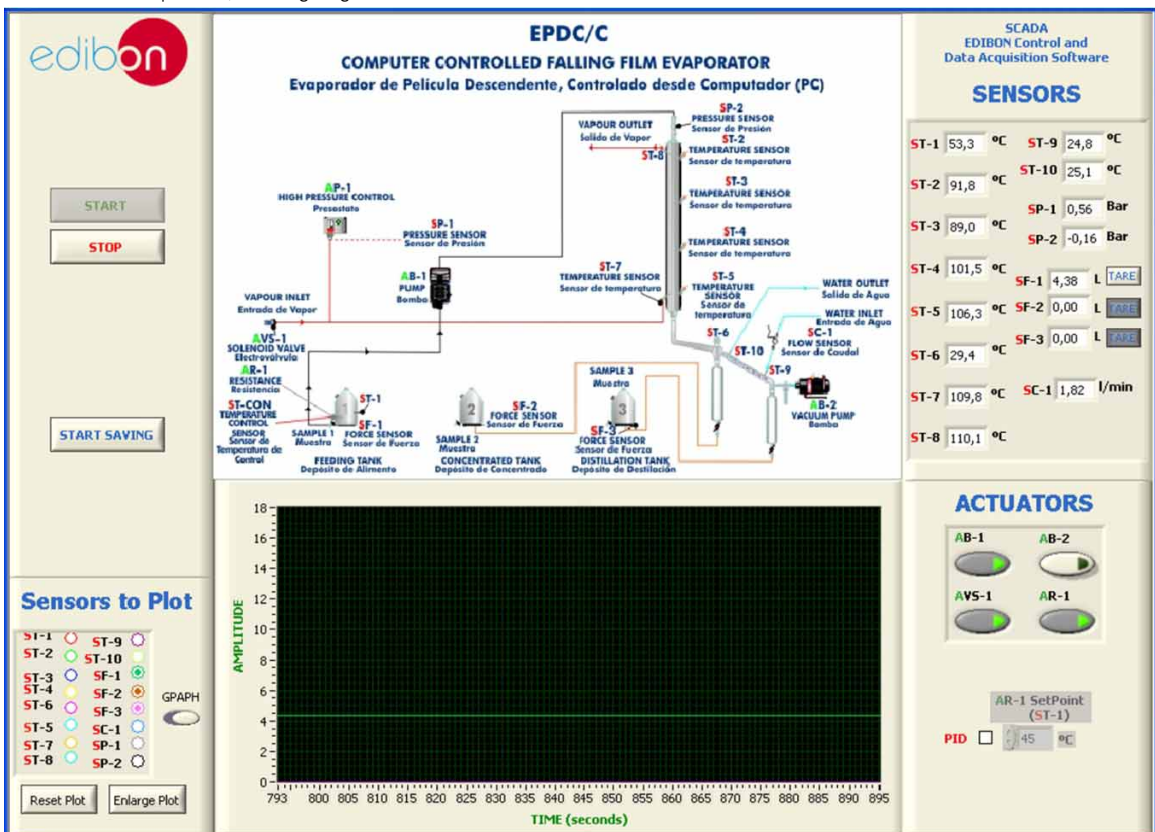 edibon
START
STOP
START SAVING
Sensors to Plot
ST-1
ST-2
ST-3
ST-4
ST-6
ST-5
ST-7
ST-8
ST-9
ST-10
SF-1
SF-2
SF-3
SC-1
SP-1
SP-2
GPAPH
Reset Plot
Enlarge Plot
EPDC/C
COMPUTER CONTROLLED FALLING FILM EVAPORATOR
Evaporador de Película Descendente, Controlado desde Computador (PC)
SP-2
PRESSURE SENSOR
Sensor de Presión
VAPOUR OUTLET
Salida de Vapor
ST-8
ST-2
TEMPERATURE SENSOR
Sensor de temperatura
ST-3
TEMPERATURE SENSOR
Sensor de temperatura
ST-4
TEMPERATURE SENSOR
Sensor de temperatura
AP-1
HIGH PRESSURE CONTROL
Presostato
SP-1
PRESSURE SENSOR
Sensor de Presión
AB-1
PUMP
Bomba
ST-7
TEMPERATURE SENSOR
Sensor de temperatura
ST-5
TEMPERATURE
SENSOR
Sensor de
temperatura
WATER OUTLET
Salida de Agua
WATER INLET
Entrada de Agua
VAPOUR INLET
Entrada de Vapor
AVS-1
SOLENOID VALVE
Electroválvula
SC-1
FLOW SENSOR
Sensor de Caudal
ST-6
ST-10
ST-9
AB-2
VACUUM PUMP
Bomba
AR-1
RESISTANCE
Resistencia
ST-CON
TEMPERATURE
CONTROL
SENSOR
Sensor de
Temperatura de
Control
1
ST-1
SF-1
SAMPLE 1
Muestra
FORCE SENSOR
Sensor de Fuerza
FEEDING TANK
Depósito de Alimento
2
SF-2
FORCE SENSOR
Sensor de Fuerza
SAMPLE 2
Muestra
CONCENTRATED TANK
Depósito de Concentrado
SAMPLE 3
Muestra
3
SF-3
FORCE SENSOR
Sensor de Fuerza
DISTILLATION TANK
Depósito de Destilación
AMPLITUDE
18
16
14
12
10
8
6
4
2
0
793 800 805 810 815 820 825 830 835 840 845 850 855 860 865 870 875 880 885 890 895
TIME (seconds)
SCADA
EDIBON Control and
Data Acquisition Software
SENSORS
ST-1 53,3 ºC
ST-2 91,8 ºC
ST-3 89,0 ºC
ST-4 101,5 ºC
ST-5 106,3 ºC
ST-6 29,4 ºC
ST-7 109,8 ºC
ST-8 110,1 ºC
ST-9 24,8 ºC
ST-10 25,1 ºC
SP-1 0,56 Bar
SP-2 -0,16 Bar
SF-1 4,38 L TARE
SF-2 0,00 L TARE
SF-3 0,00 L TARE
SC-1 1,82 l/min
ACTUATORS
AB-1 AB-2
AVS-1 AR-1
AR-1 SetPoint
(ST-1)
PID 45 ºC